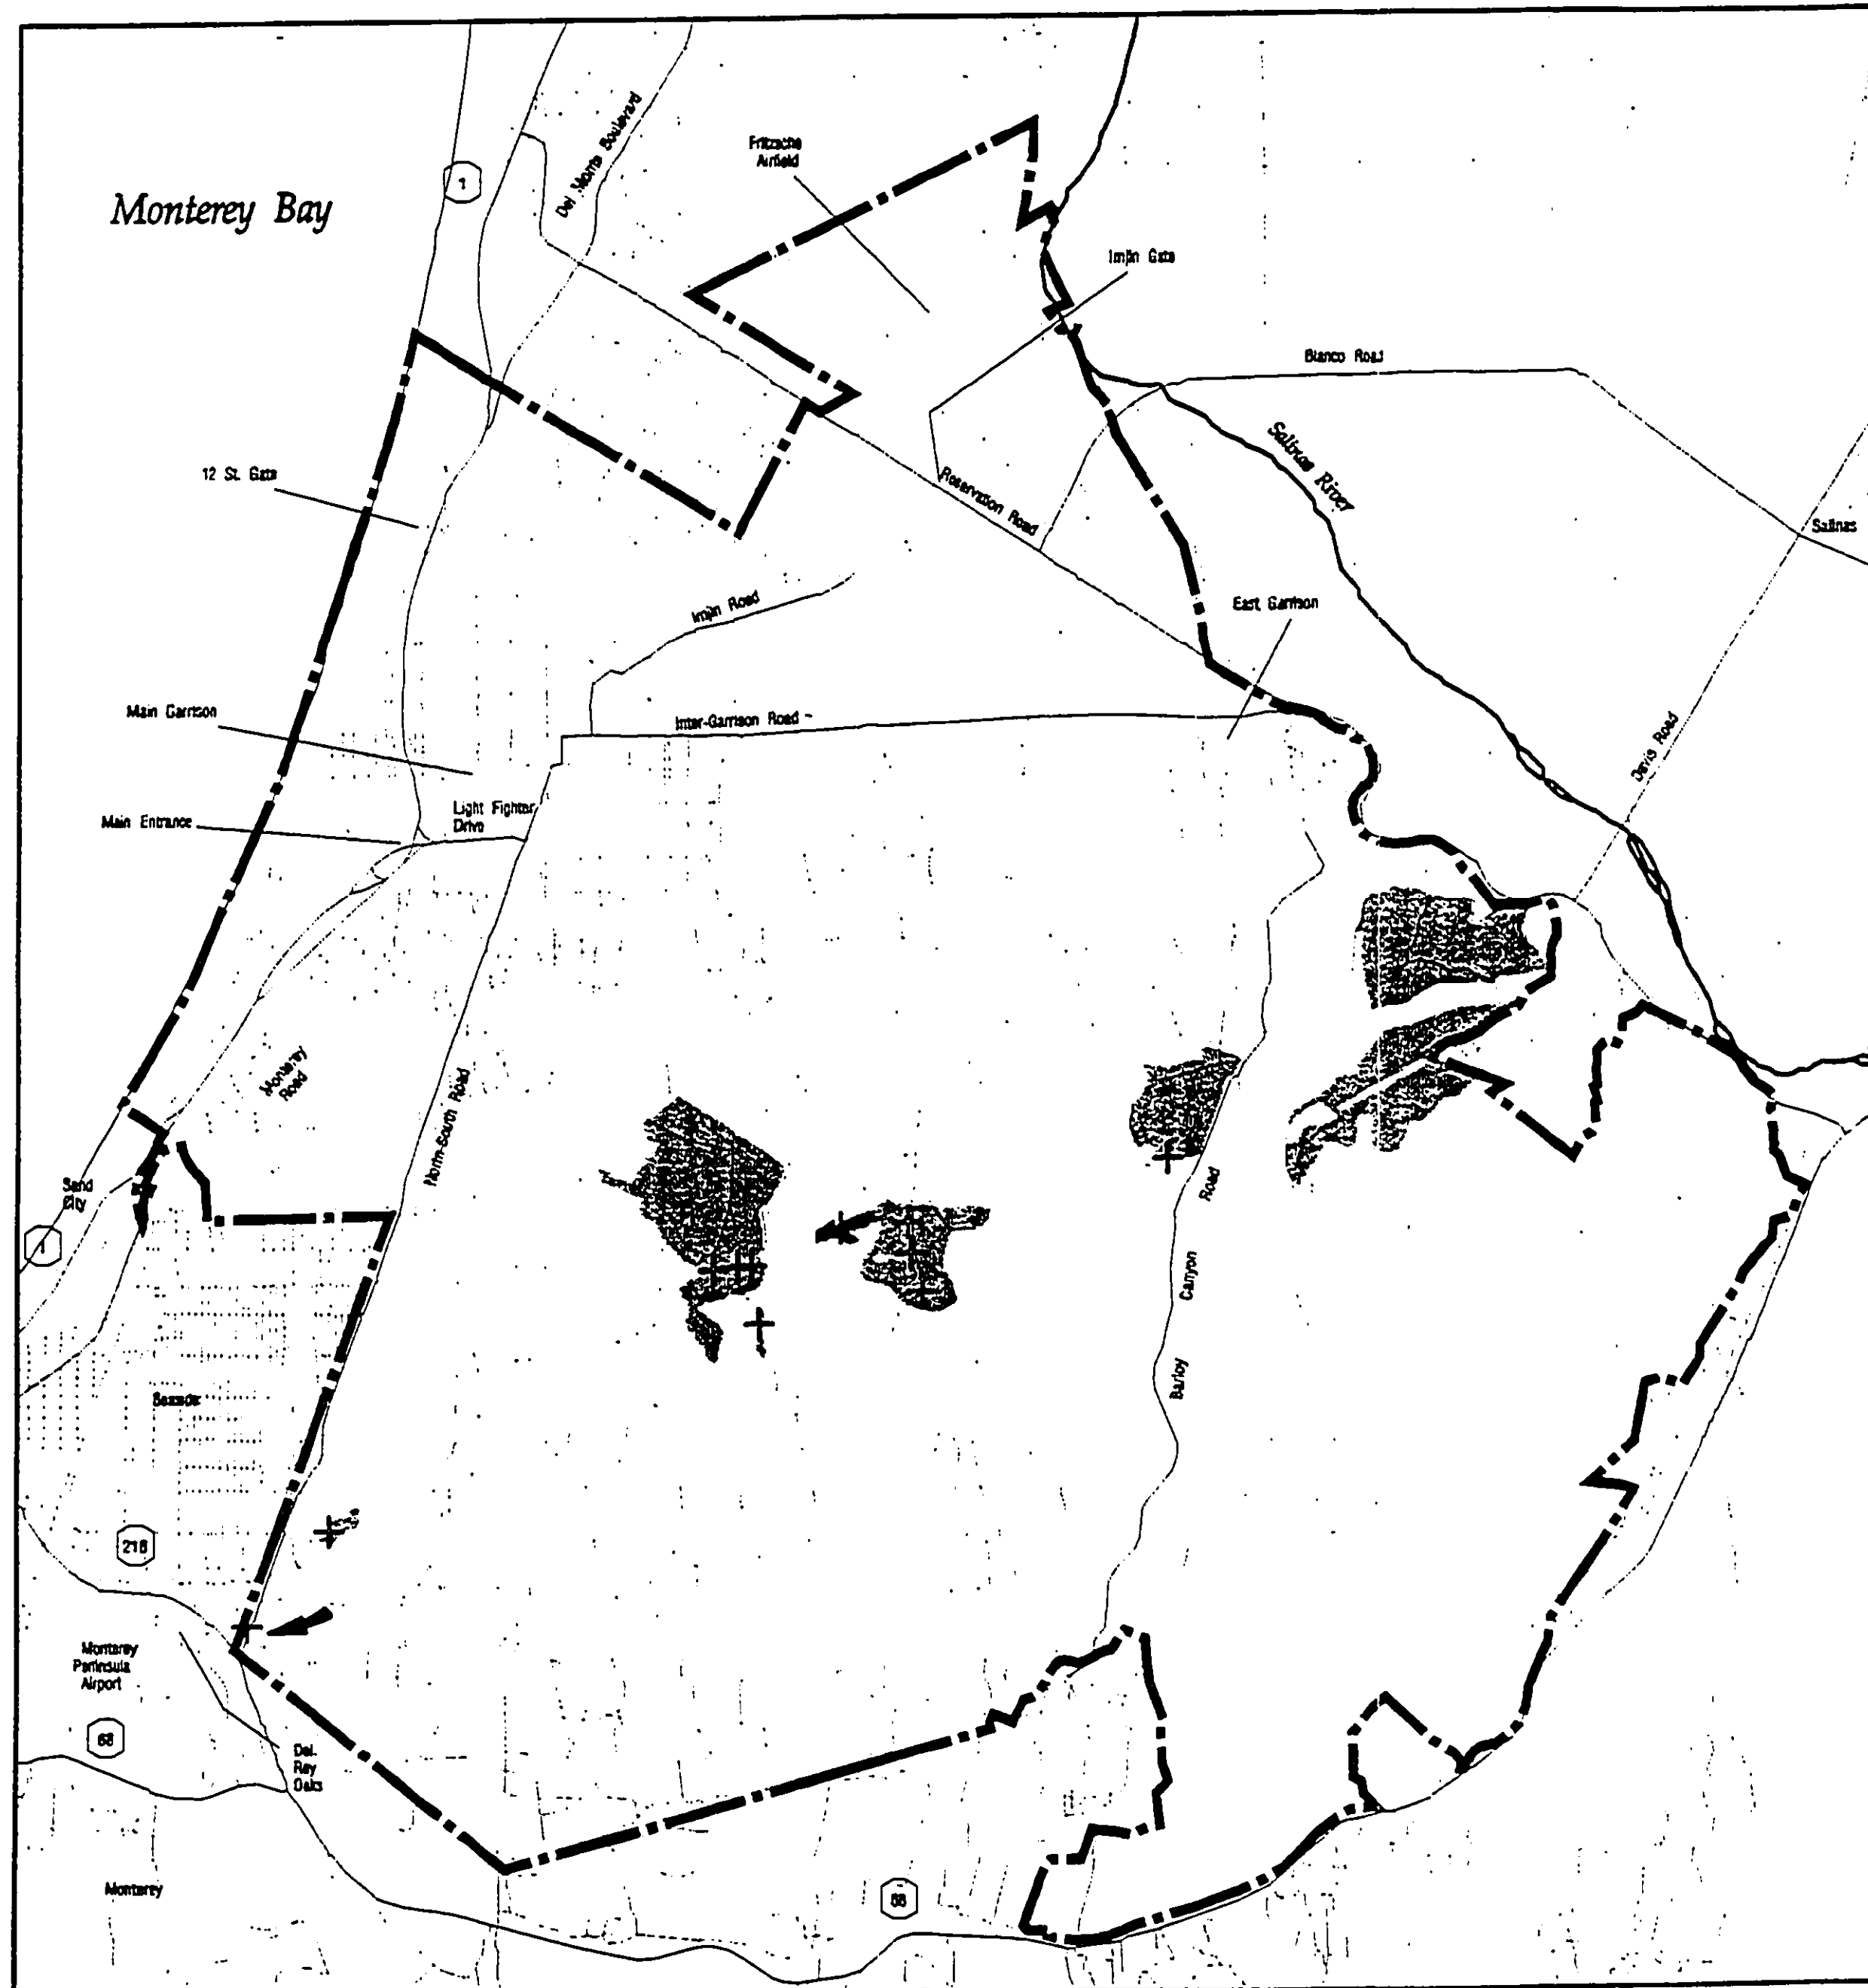 Monterey Bay
1
Del Monte Boulevard
Fritzsche
Airfield
Imjin Gate
Blanco Road
Salinas River
12 St. Gate
Reservation Road
Salinas
Imjin Road
East Garrison
Main Garrison
Inter-Garrison Road
Davis Road
Light Fighter
Drive
Main Entrance
Monterey
Road
North-South Road
Sand
City
1
Barloy Canyon Road
Seaside
218
Monterey
Peninsula
Airport
68
Del
Rey
Oaks
Monterey
68